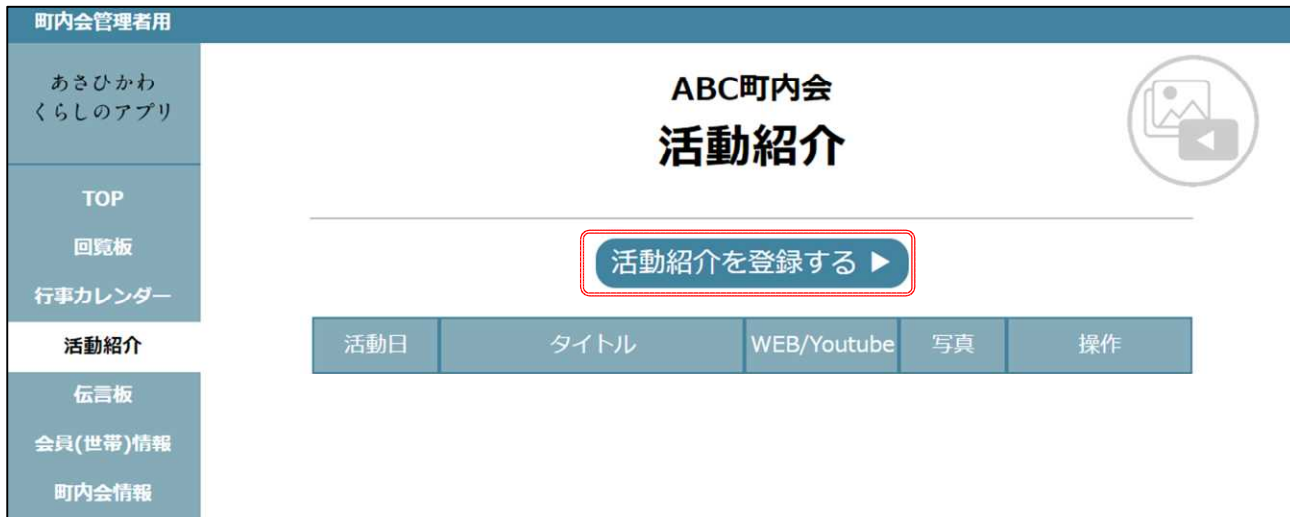 町内会管理者用
あさひかわ
くらしのアプリ
TOP
回覧板
行事カレンダー
活動紹介
伝言板
会員(世帯)情報
町内会情報
ABC町内会
活動紹介
活動紹介を登録する ▶
活動日 タイトル WEB/Youtube 写真 操作